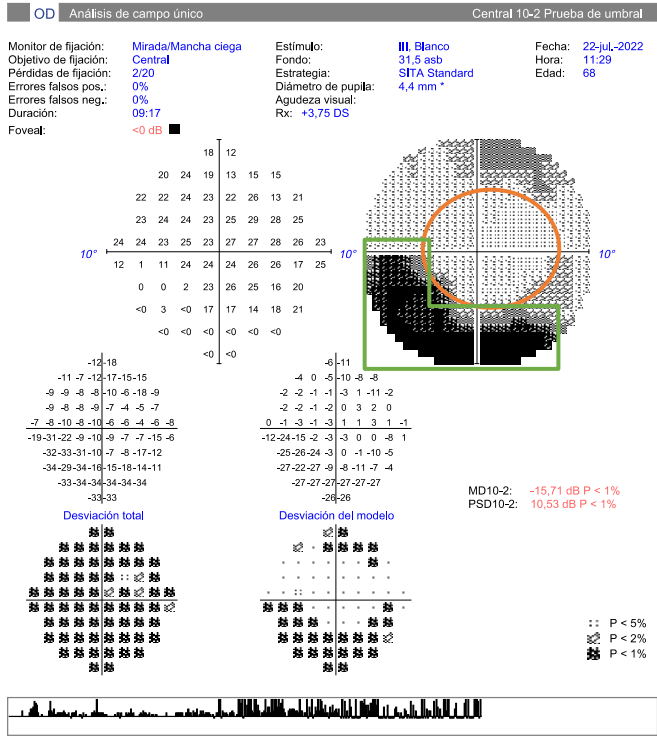 OD Análisis de campo único Central 10-2 Prueba de umbral
Monitor de fijación: Mirada/Mancha ciega Estímulo: III, Blanco Fecha: 22-jul.-2022
Objetivo de fijación: Central Fondo: 31,5 asb Hora: 11:29
Pérdidas de fijación: 2/20 Estrategia: SITA Standard Edad: 68
Errores falsos pos.: 0% Diámetro de pupila: 4,4 mm *
Errores falsos neg.: 0% Agudeza visual:
Duración: 09:17 Rx: +3,75 DS
Foveal: <0 dB
18 12
20 24 19 13 15 15
22 22 24 23 22 26 13 21
23 24 24 23 25 29 28 25
24 24 23 25 23 27 27 28 26 23
10° 10° 10°
12 1 11 24 24 24 26 26 17 25
0 0 2 23 26 25 16 20
<0 3 <0 17 17 14 18 21
<0 <0 <0 <0 <0 <0
<0 <0
-12 -18 -6 -11
-11 -7 -12 -17 -15 -15 -4 0 -5 -10 -8 -8
-9 -9 -8 -8 -10 -6 -18 -9 -2 -2 -1 -1 -3 1 -11 -2
-9 -8 -8 -9 -7 -4 -5 -7 -2 -2 -1 -2 0 3 2 0
-7 -8 -10 -8 -10 -6 -6 -4 -6 -8 0 -1 -3 -1 -3 1 1 3 1 -1
-19 -31 -22 -9 -10 -9 -7 -7 -15 -6 -12 -24 -15 -2 -3 -3 0 0 -8 1
-32 -33 -31 -10 -7 -8 -17 -12 -25 -26 -24 -3 0 -1 -10 -5
-34 -29 -34 -16 -15 -18 -14 -11 -27 -22 -27 -9 -8 -11 -7 -4
-33 -34 -34 -34 -34 -34 -27 -27 -27 -27 -27 -27
-33 -33 -26 -26
MD10-2: -15,71 dB P < 1%
PSD10-2: 10,53 dB P < 1%
Desviación total Desviación del modelo
P < 5%
P < 2%
P < 1%